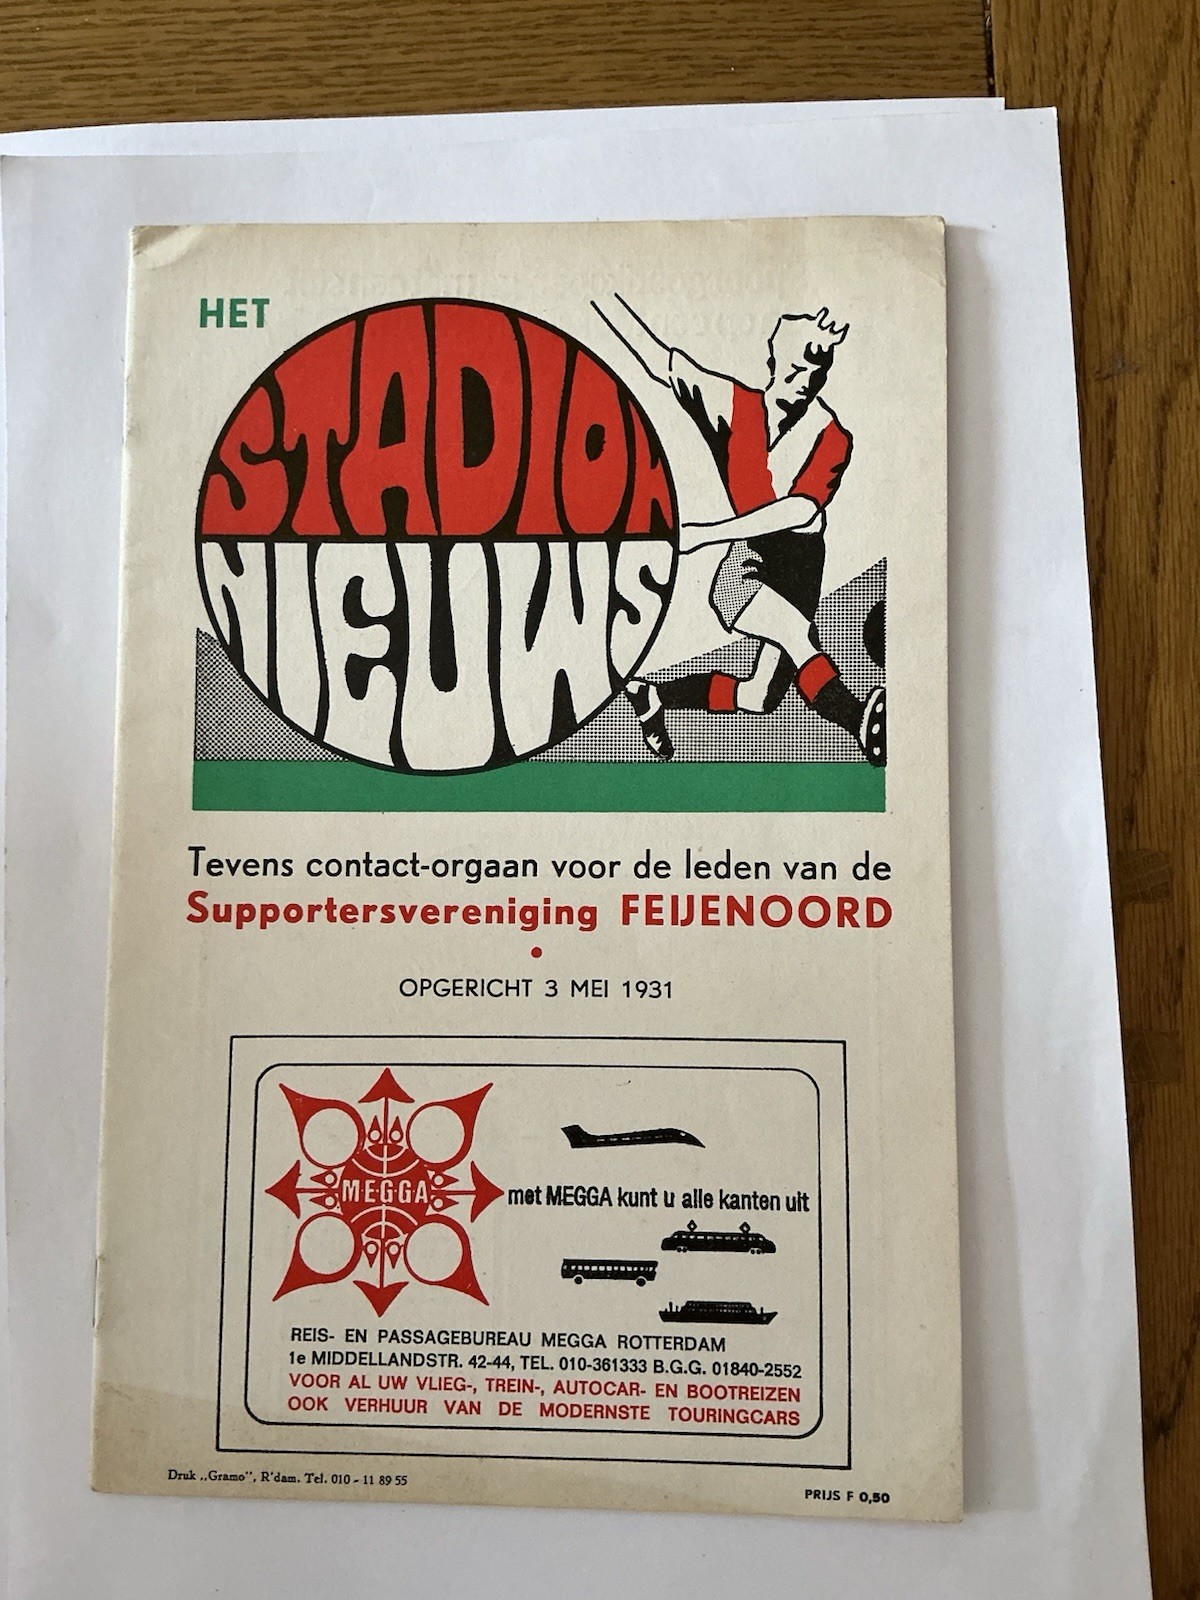 HET
STADION
NIEUWS
Tevens contact-orgaan voor de leden van de
Supportersvereniging FEIJENOORD
•
OPGERICHT 3 MEI 1931
MEGGA
met MEGGA kunt u alle kanten uit
REIS- EN PASSAGEBUREAU MEGGA ROTTERDAM
1e MIDDELLANDSTR. 42-44, TEL. 010-361333 B.G.G. 01840-2552
VOOR AL UW VLIEG-, TREIN-, AUTOCAR- EN BOOTREIZEN
OOK VERHUUR VAN DE MODERNSTE TOURINGCARS
Druk „Gramo", R'dam. Tel. 010 - 11 89 55
PRIJS F 0,50